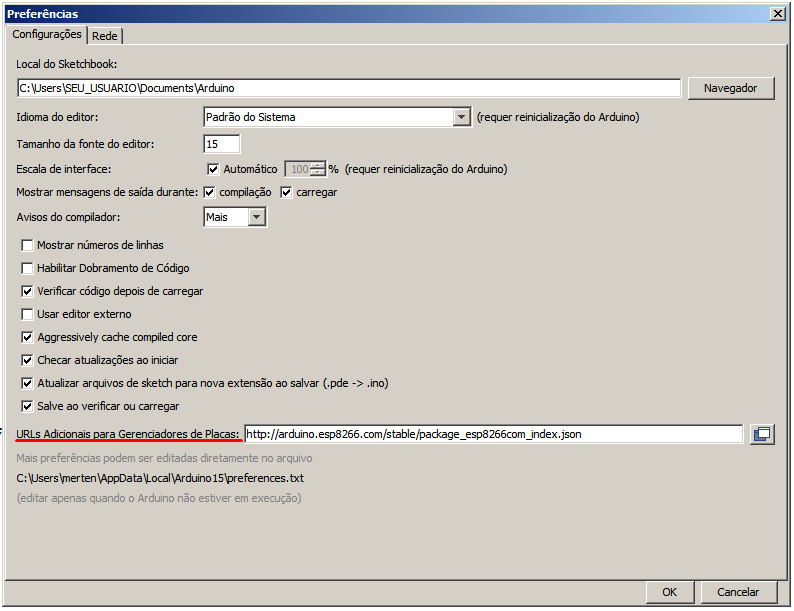 Preferências
Configurações Rede
Local do Sketchbook:
C:\Users\SEU_USUARIO\Documents\Arduino Navegador
Idioma do editor: Padrão do Sistema (requer reinicialização do Arduino)
Tamanho da fonte do editor: 15
Escala de interface: Automático 100 % (requer reinicialização do Arduino)
Mostrar mensagens de saída durante: compilação carregar
Avisos do compilador: Mais
Mostrar números de linhas
Habilitar Dobramento de Código
Verificar código depois de carregar
Usar editor externo
Aggressively cache compiled core
Checar atualizações ao iniciar
Atualizar arquivos de sketch para nova extensão ao salvar (.pde -> .ino)
Salve ao verificar ou carregar
URLs Adicionais para Gerenciadores de Placas: http://arduino.esp8266.com/stable/package_esp8266com_index.json
Mais preferências podem ser editadas diretamente no arquivo
C:\Users\merten\AppData\Local\Arduino15\preferences.txt
(editar apenas quando o Arduino não estiver em execução)
OK Cancelar